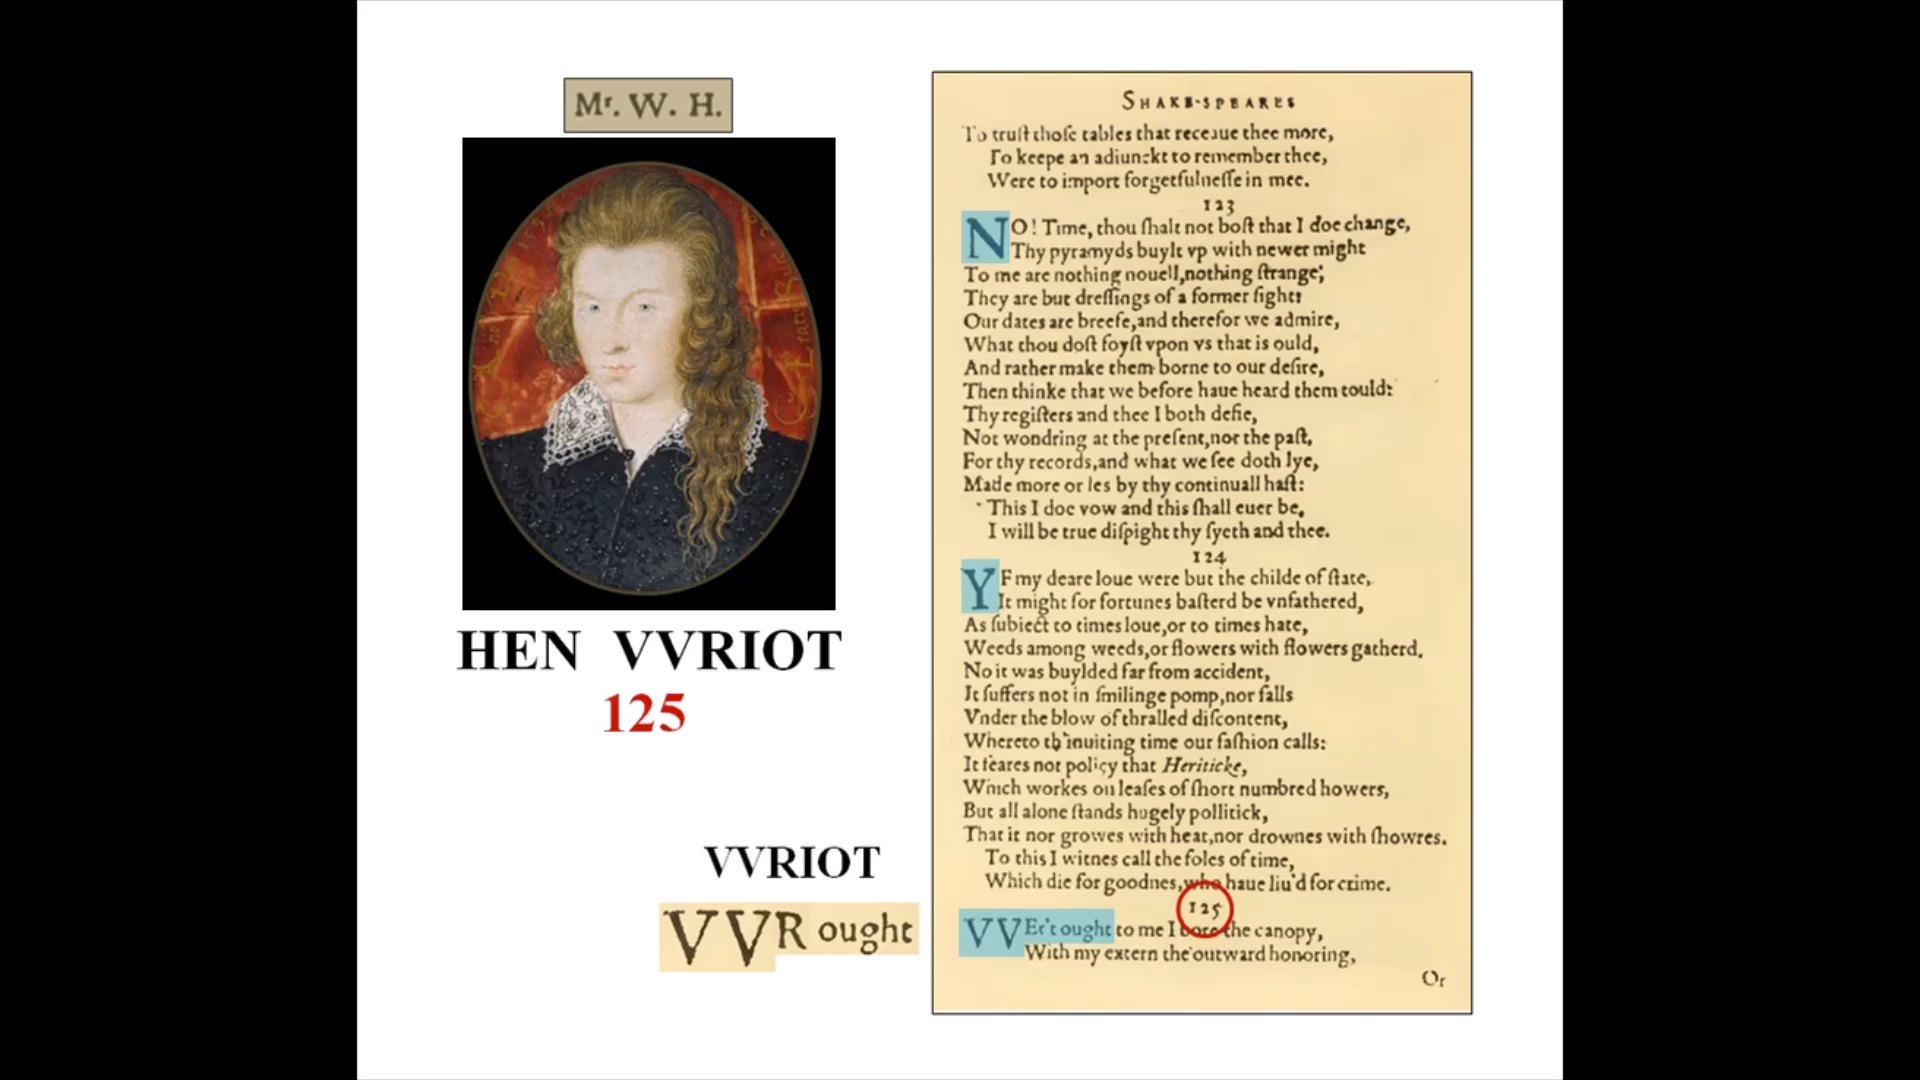 Mr. W. H.
HEN VVRIOT
125
VVRIOT
VVR ought
SHAKE-SPEARES
To truſt thoſe tables that receaue thee more,
To keepe an adiunckt to remember thee,
Were to import forgetfulneſſe in mee.
123
NO! Time, thou ſhalt not boſt that I doe change,
Thy pyramyds buylt vp with newer might
To me are nothing nouell,nothing ſtrange,
They are but dreſſings of a former ſight:
Our dates are breefe,and therefor we admire,
What thou doſt foyſt vpon vs that is ould,
And rather make them borne to our deſire,
Then thinke that we before haue heard them tould:
Thy regiſters and thee I both defie,
Not wondring at the preſent,nor the paſt,
For thy records,and what we ſee doth lye,
Made more or les by thy continuall haſt:
This I doe vow and this ſhall euer be,
I will be true diſpight thy ſyeth and thee.
124
YF my deare loue were but the childe of ſtate,
It might for fortunes baſterd be vnfathered,
As ſubiect to times loue,or to times hate,
Weeds among weeds,or flowers with flowers gatherd.
No it was buylded far from accident,
It ſuffers not in ſmilinge pomp,nor falls
Vnder the blow of thralled diſcontent,
Whereto th'inuiting time our faſhion calls:
It feares not policy that Heriticke,
Which workes on leaſes of ſhort numbred howers,
But all alone ſtands hugely pollitick,
That it nor growes with heat,nor drownes with ſhowres.
To this I witnes call the foles of time,
Which die for goodnes,who haue liu'd for crime.
125
VVEr't ought to me I bore the canopy,
With my extern the outward honoring,
Or